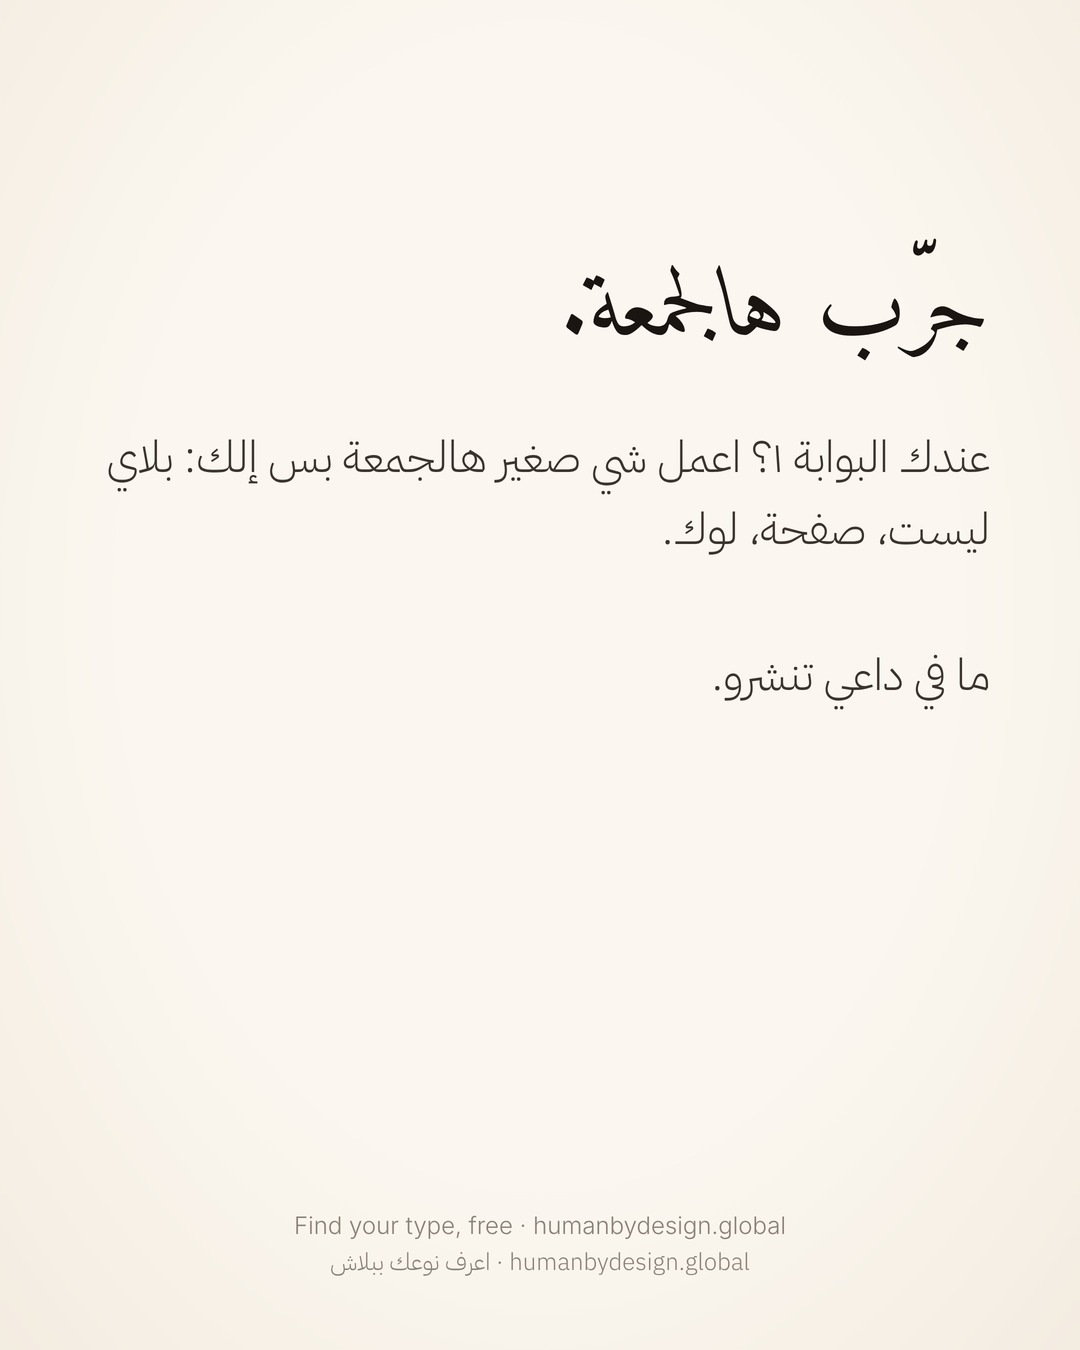 جرّب هالجمعة.
عندك البوابة ١؟ اعمل شي صغير هالجمعة بس إلك: بلاي
ليست، صفحة، لوك.
ما في داعي تنشرو.
Find your type, free · humanbydesign.global
اعرف نوعك ببلاش · humanbydesign.global